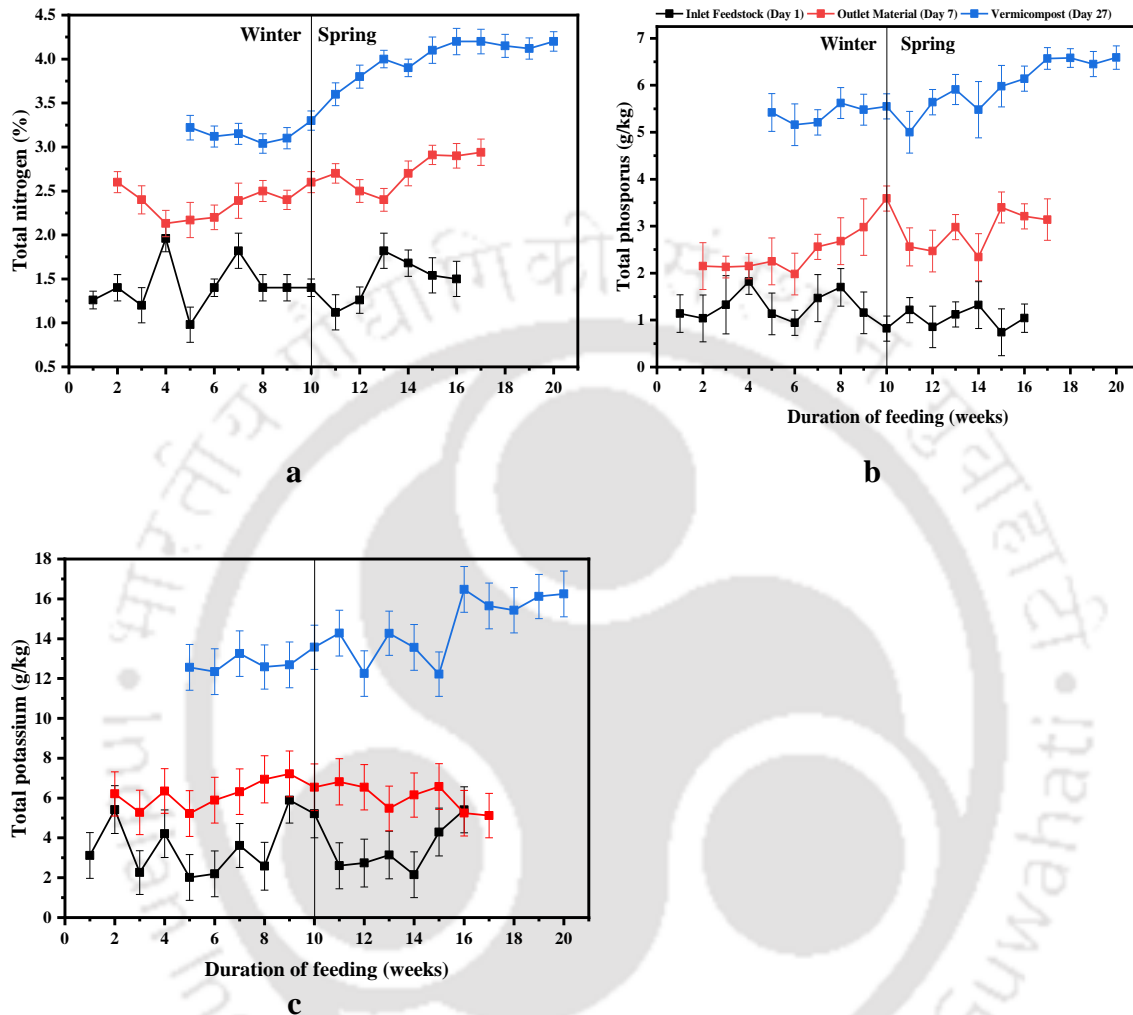 Inlet Feedstock (Day 1) Outlet Material (Day 7) Vermicompost (Day 27)
Winter Spring
Total nitrogen (%)
4.5
4.0
3.5
3.0
2.5
2.0
1.5
1.0
0.5
0 2 4 6 8 10 12 14 16 18 20
a
Winter Spring
Total phosporus (g/kg)
7
6
5
4
3
2
1
0
0 2 4 6 8 10 12 14 16 18 20
Duration of feeding (weeks)
b
Total potassium (g/kg)
18
16
14
12
10
8
6
4
2
0
0 2 4 6 8 10 12 14 16 18 20
Duration of feeding (weeks)
c
uwahati